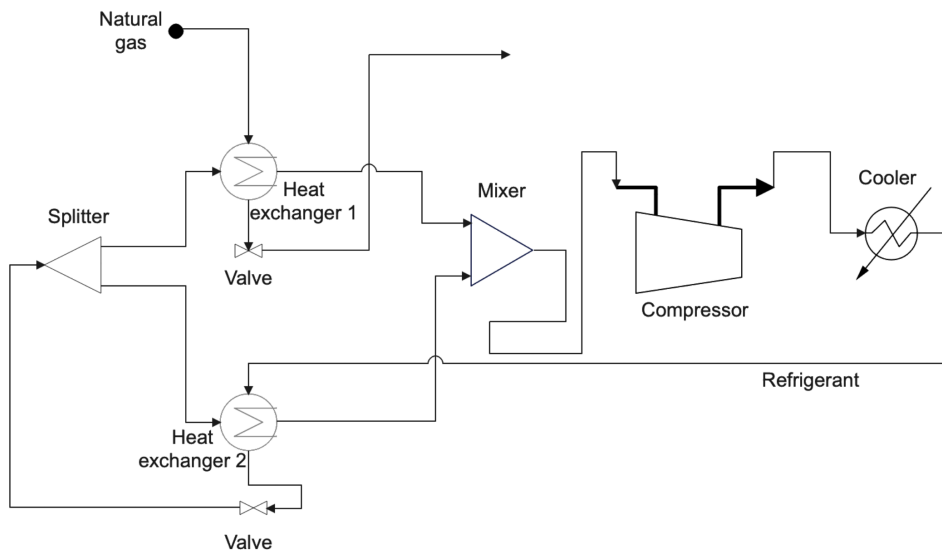 Natural
gas
Heat
exchanger 1
Mixer
Cooler
Splitter
Valve
Compressor
Refrigerant
Heat
exchanger 2
Valve